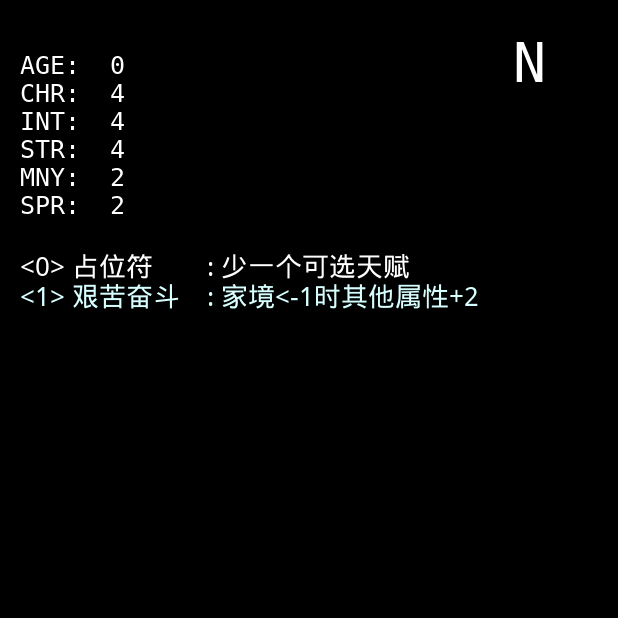 N
AGE: 0
CHR: 4
INT: 4
STR: 4
MNY: 2
SPR: 2
<0> 占位符 : 少一个可选天赋
<1> 艰苦奋斗 : 家境<-1时其他属性+2